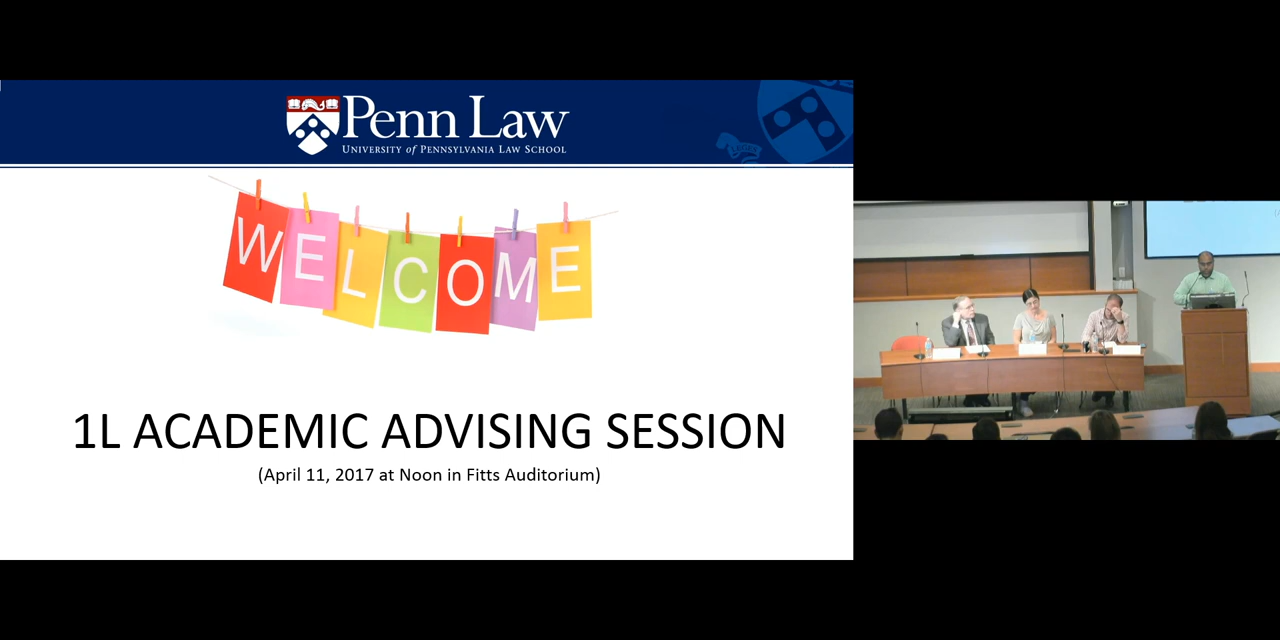 Penn Law
UNIVERSITY of PENNSYLVANIA LAW SCHOOL
WELCOME
1L ACADEMIC ADVISING SESSION
(April 11, 2017 at Noon in Fitts Auditorium)